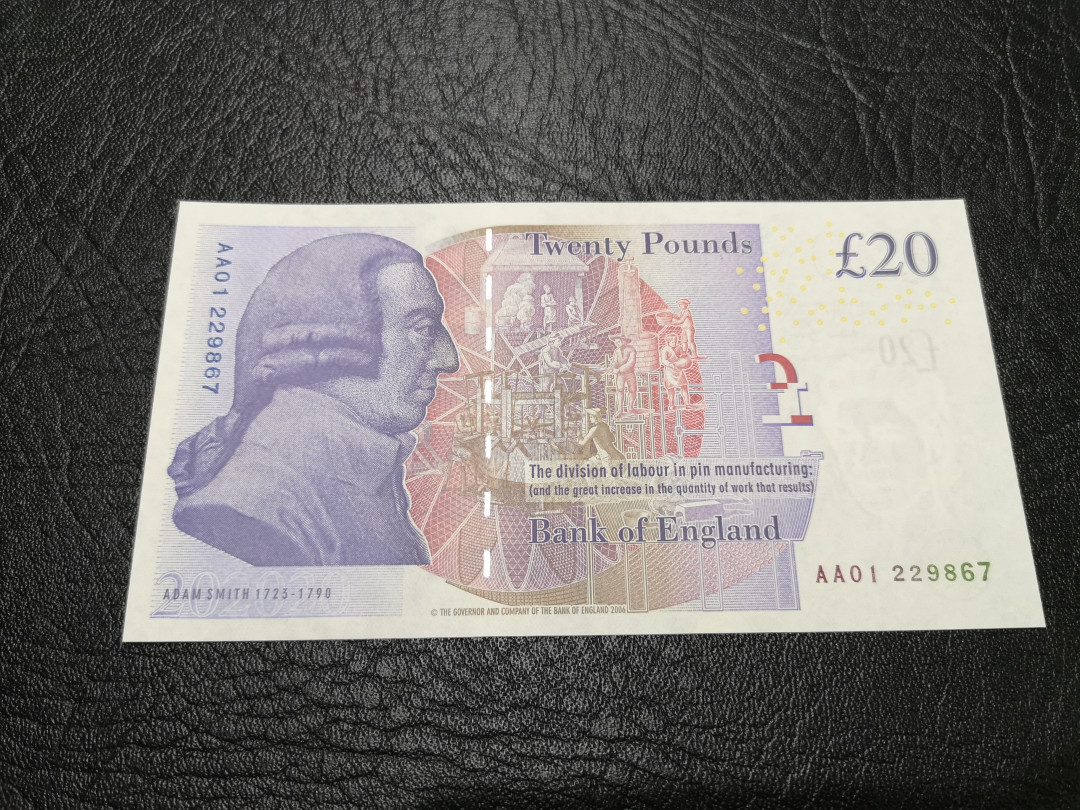 AA01 229867
Twenty Pounds
£20
£20
The division of labour in pin manufacturing:
(and the great increase in the quantity of work that results)
Bank of England
AA01 229867
20
ADAM SMITH 1723-1790
© THE GOVERNOR AND COMPANY OF THE BANK OF ENGLAND 2006